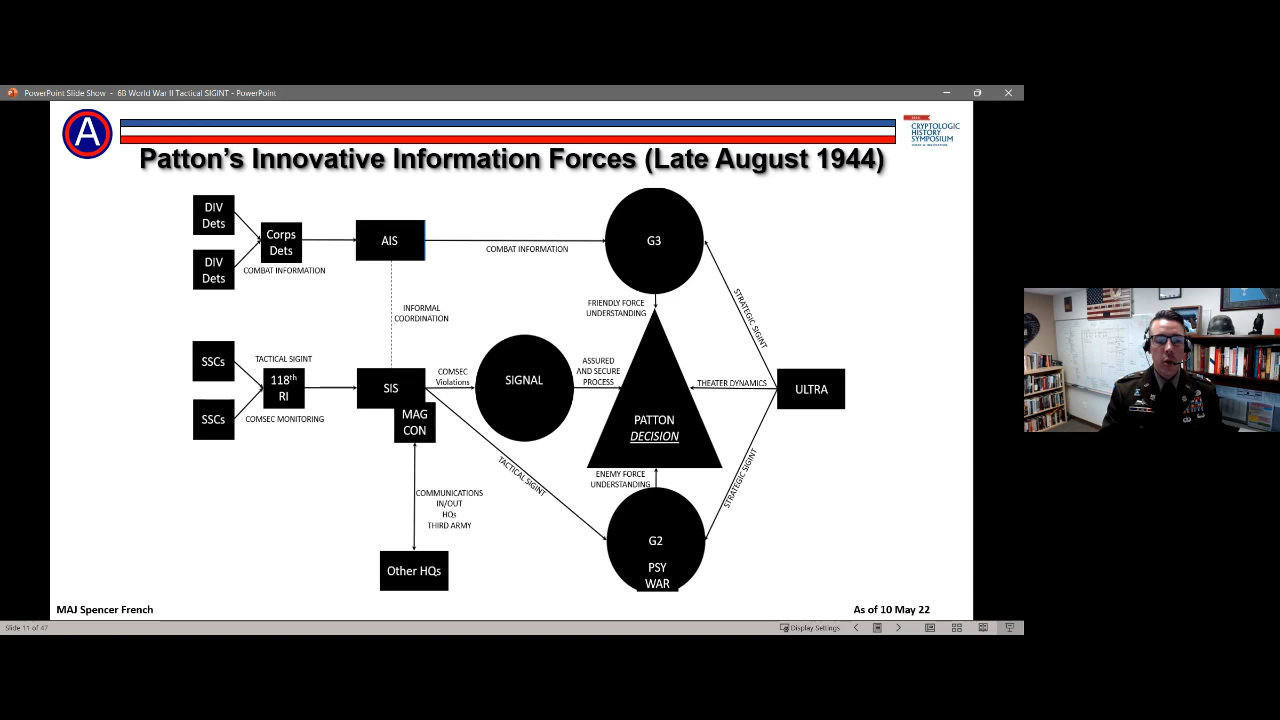 PowerPoint Slide Show - 6B World War II Tactical SIGINT - PowerPoint
A
CRYPTOLOGIC
HISTORY
SYMPOSIUM
Patton's Innovative Information Forces (Late August 1944)
DIV
Dets
DIV
Dets
Corps
Dets
COMBAT INFORMATION
AIS
COMBAT INFORMATION
G3
INFORMAL
COORDINATION
FRIENDLY FORCE
UNDERSTANDING
STRATEGIC SIGINT
SSCs
SSCs
TACTICAL SIGINT
118th
RI
COMSEC MONITORING
SIS
MAG
CON
COMSEC
Violations
SIGNAL
ASSURED
AND SECURE
PROCESS
PATTON
DECISION
THEATER DYNAMICS
ULTRA
TACTICAL SIGINT
ENEMY FORCE
UNDERSTANDING
STRATEGIC SIGINT
COMMUNICATIONS
IN/OUT
HQs
THIRD ARMY
Other HQs
G2
PSY
WAR
MAJ Spencer French
As of 10 May 22
Slide 11 of 47
Display Settings